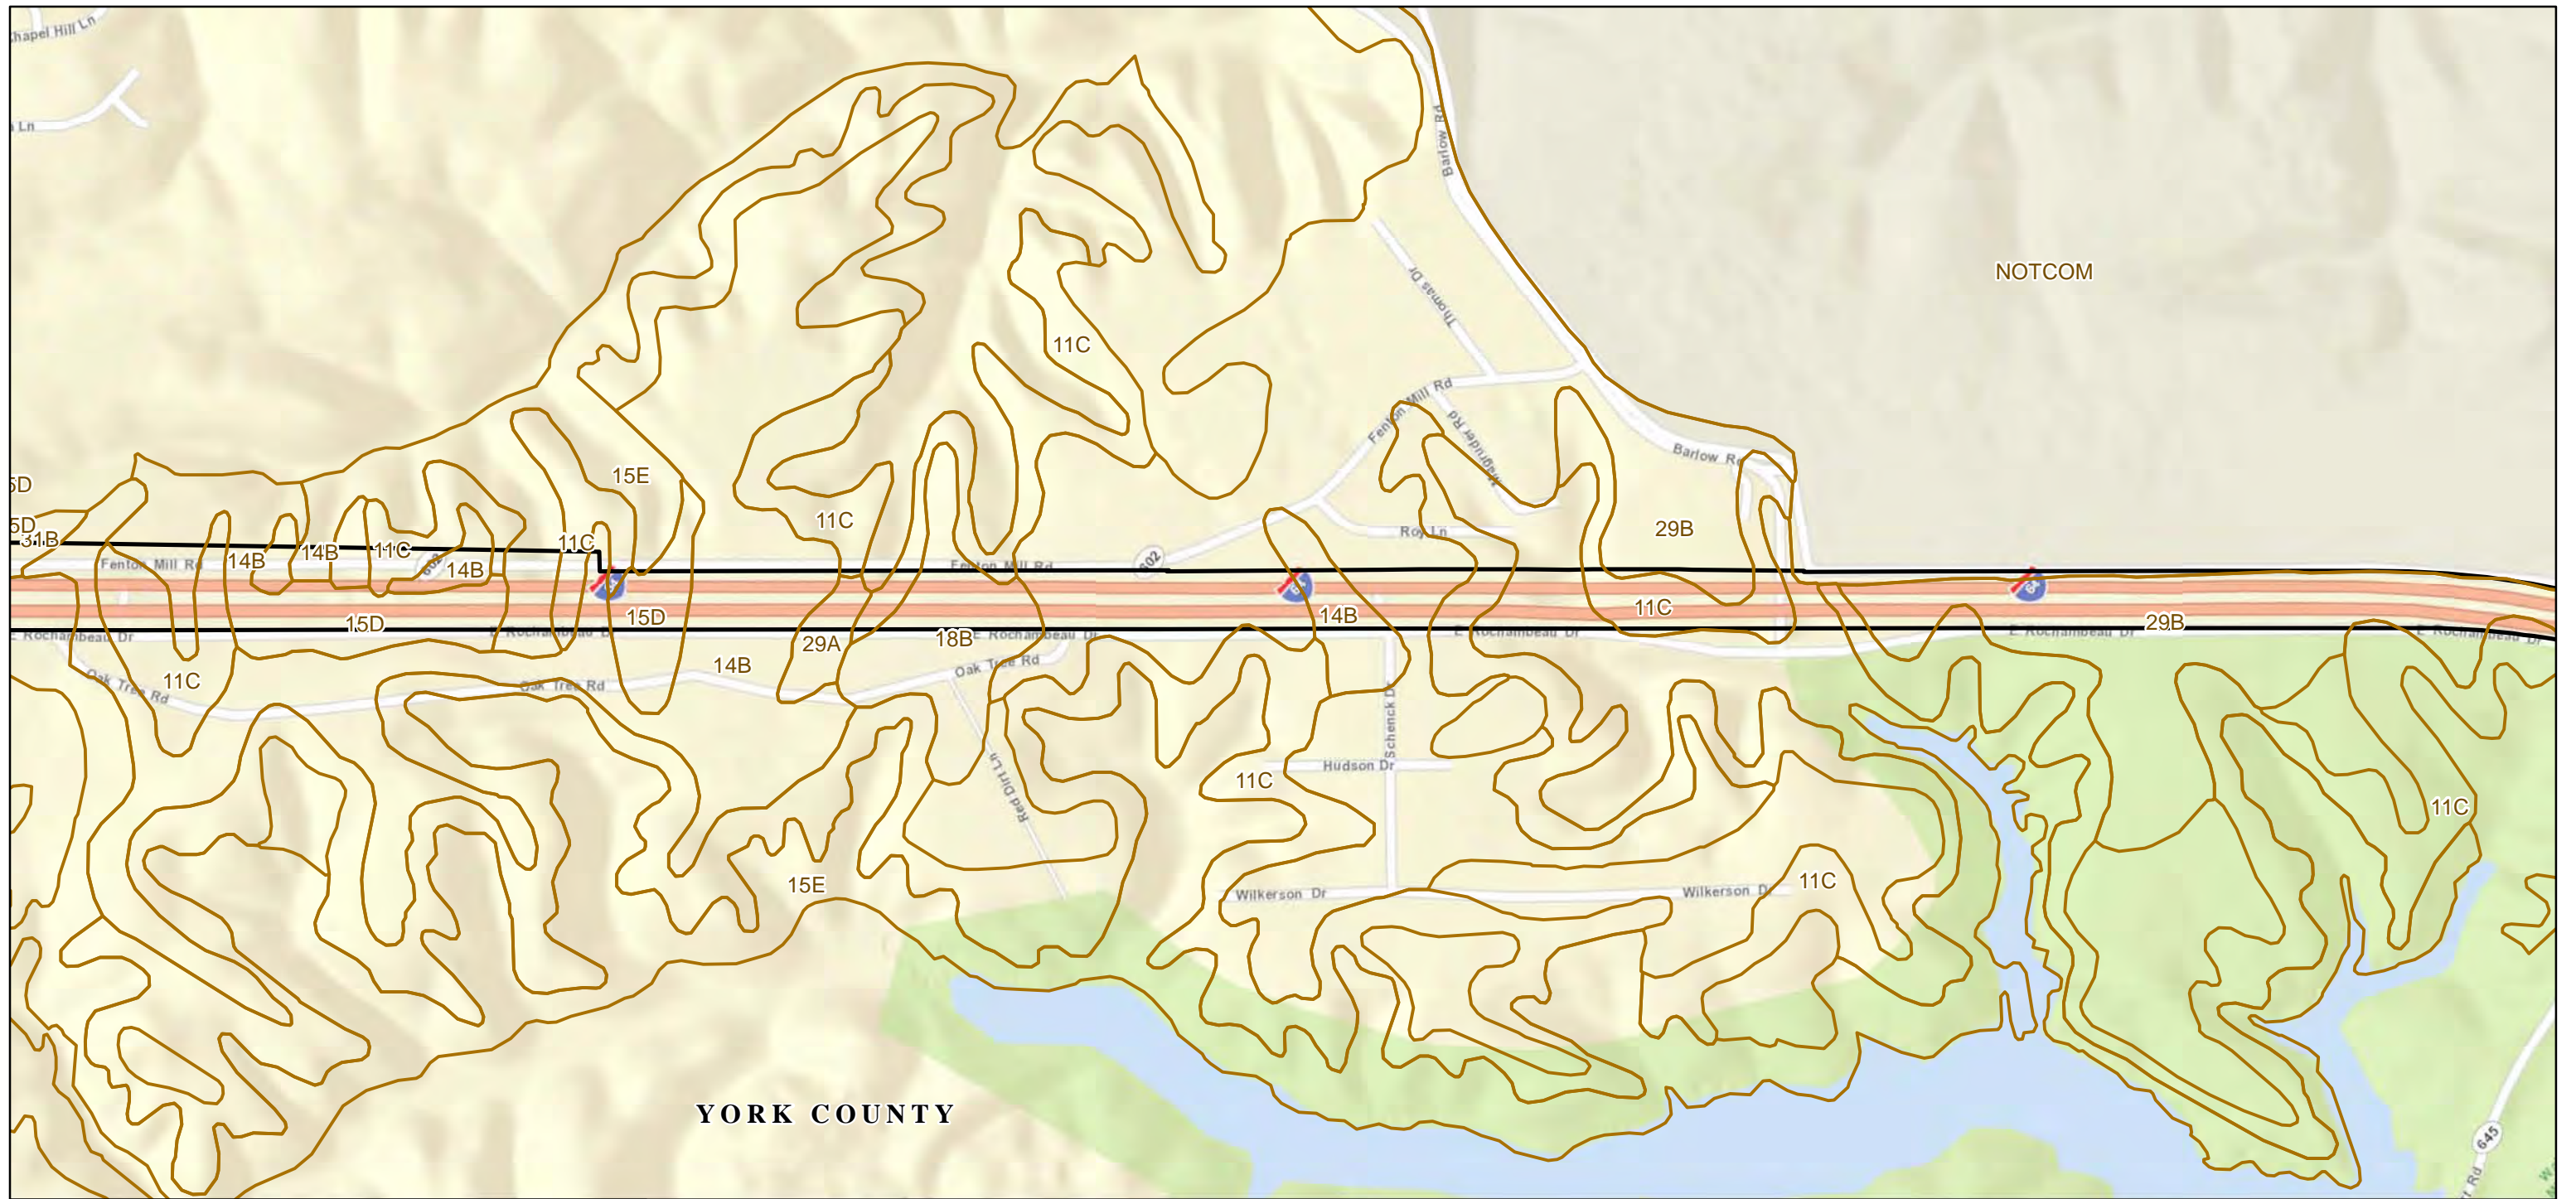 Chapel Hill Ln
Ln
Barlow Rd
NOTCOM
Thomas Dr
11C
Fenton Mill Rd
Magruder Rd
Barlow Rd
15E
5D
5D
31B
11C
29B
Roy Ln
14B
14B
11C
11C
14B
602
602
Fenton Mill Rd
Fenton Mill Rd
15D
15D
14B
11C
29B
E Rochambeau Dr
E Rochambeau D
29A
18B
E Rochambeau Dr
E Rochambeau Dr
E Rochambeau Dr
E Rochambeau Dr
11C
Oak Tree Rd
Oak Tree Rd
14B
Oak Tree Rd
Schenck Dr
Red Dirt Ln
11C
Hudson Dr
11C
15E
Wilkerson Dr
Wilkerson D
11C
YORK COUNTY
645
t Rd